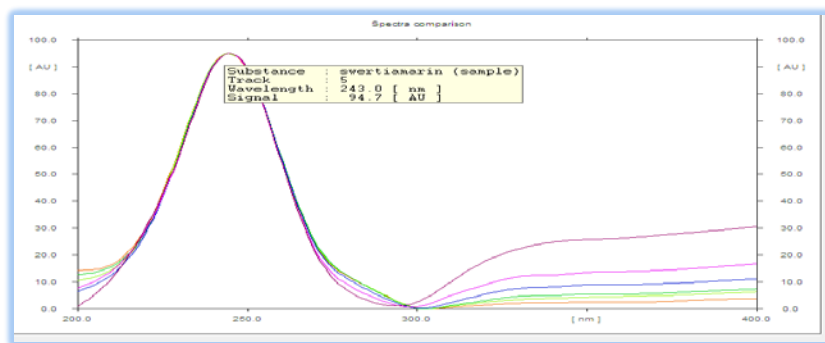 Spectra comparison
100.0 100.0
[ AU ] [ AU ]
90.0 90.0
Substance : swertiamarin (sample)
Track : 5
Wavelength : 243.0 [ nm ]
Signal : 94.7 [ AU ]
80.0 80.0
70.0 70.0
60.0 60.0
50.0 50.0
40.0 40.0
30.0 30.0
20.0 20.0
10.0 10.0
0.0 0.0
200.0 250.0 300.0 [ nm ] 400.0